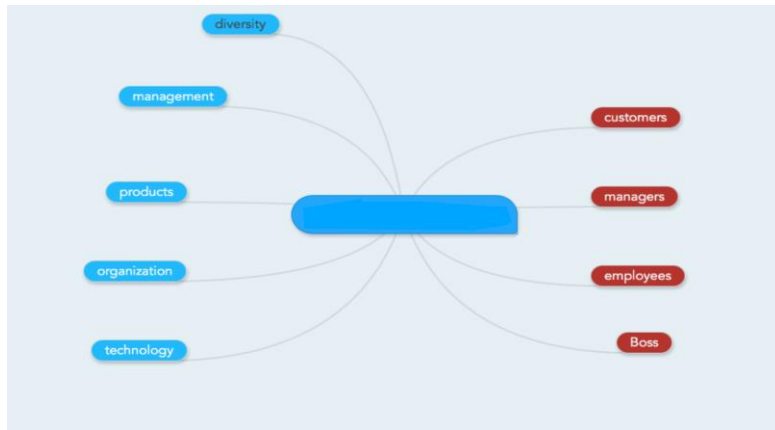 diversity
management
products
organization
technology
customers
managers
employees
Boss